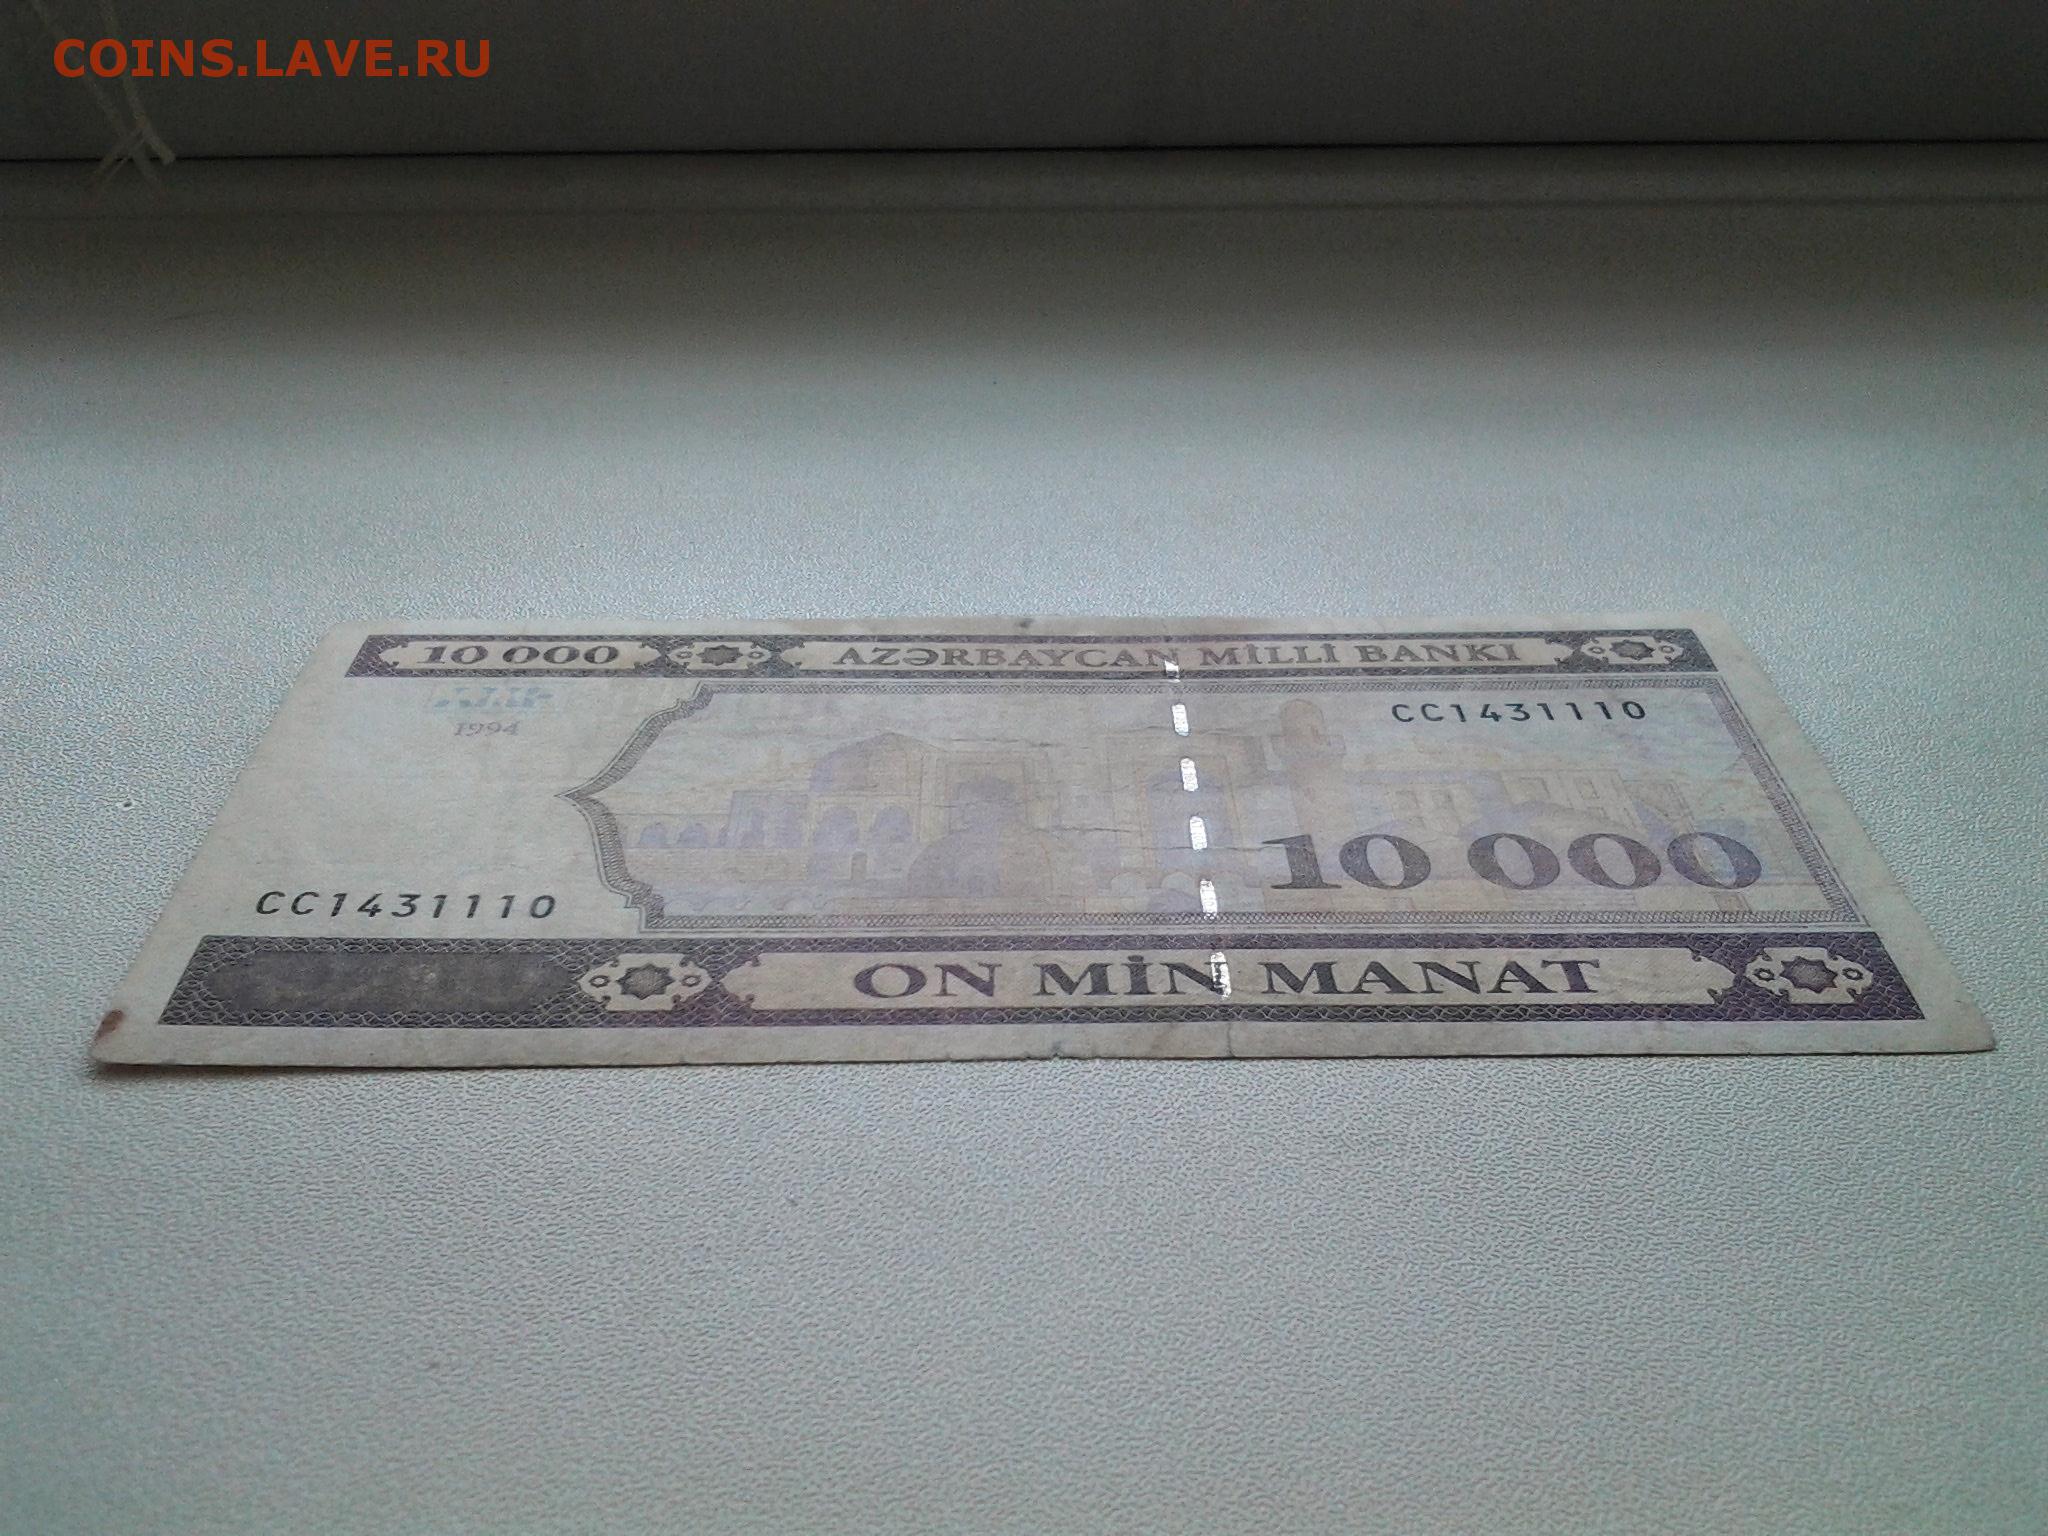 COINS.LAVE.RU
10 000
AZƏRBAYCAN MİLLİ BANKI
1994
CC1431110
10 000
CC1431110
ON MİN MANAT